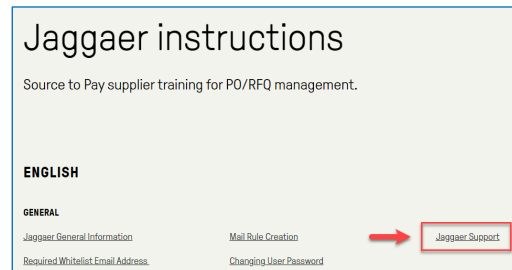 Jaggaer instructions
Source to Pay supplier training for PO/RFQ management.
ENGLISH
GENERAL
Jaggaer General Information
Mail Rule Creation
Jaggaer Support
Required Whitelist Email Address
Changing User Password